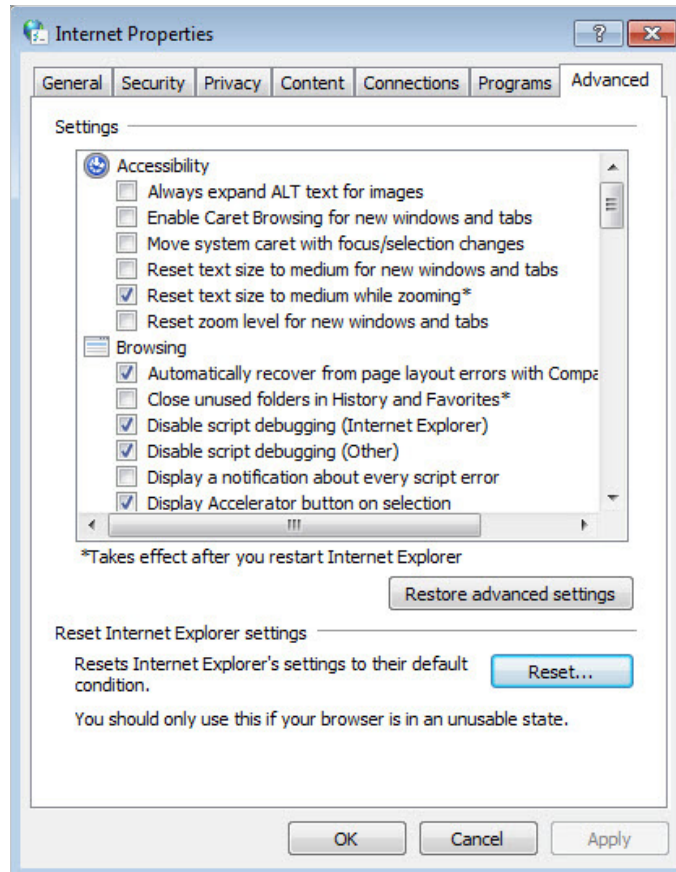 Internet Properties
General Security Privacy Content Connections Programs Advanced
Settings
Accessibility
Always expand ALT text for images
Enable Caret Browsing for new windows and tabs
Move system caret with focus/selection changes
Reset text size to medium for new windows and tabs
Reset text size to medium while zooming*
Reset zoom level for new windows and tabs
Browsing
Automatically recover from page layout errors with Compa
Close unused folders in History and Favorites*
Disable script debugging (Internet Explorer)
Disable script debugging (Other)
Display a notification about every script error
Display Accelerator button on selection
*Takes effect after you restart Internet Explorer
Restore advanced settings
Reset Internet Explorer settings
Resets Internet Explorer's settings to their default
condition.
Reset...
You should only use this if your browser is in an unusable state.
OK Cancel Apply